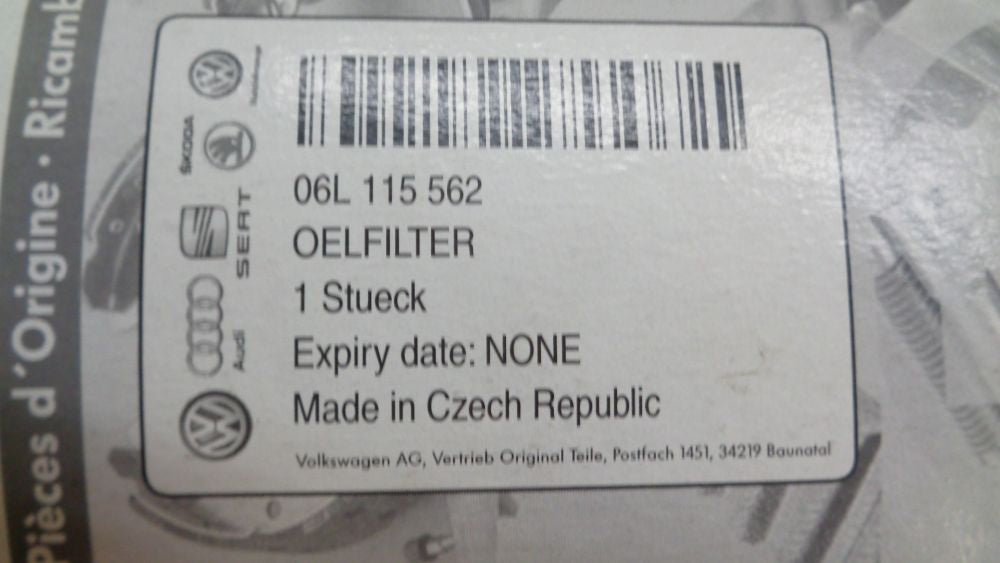 Pièces d'Origine • Ricamb
SKODA
SEAT
Audi
06L 115 562
OELFILTER
1 Stueck
Expiry date: NONE
Made in Czech Republic
Volkswagen AG, Vertrieb Original Teile, Postfach 1451, 34219 Baunatal